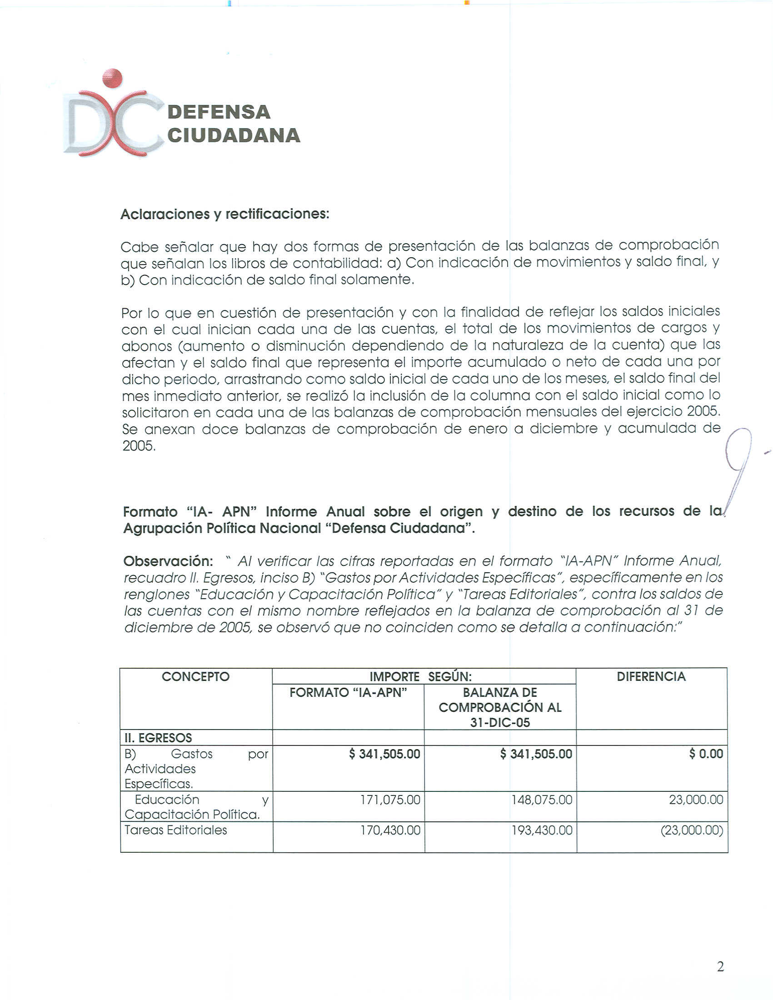 DC DEFENSA
CIUDADANA
Aclaraciones y rectificaciones:
Cabe señalar que hay dos formas de presentación de las balanzas de comprobación
que señalan los libros de contabilidad: a) Con indicación de movimientos y saldo final, y
b) Con indicación de saldo final solamente.
Por lo que en cuestión de presentación y con la finalidad de reflejar los saldos iniciales
con el cual inician cada una de las cuentas, el total de los movimientos de cargos y
abonos (aumento o disminución dependiendo de la naturaleza de la cuenta) que las
afectan y el saldo final que representa el importe acumulado o neto de cada una por
dicho periodo, arrastrando como saldo inicial de cada uno de los meses, el saldo final del
mes inmediato anterior, se realizó la inclusión de la columna con el saldo inicial como lo
solicitaron en cada una de las balanzas de comprobación mensuales del ejercicio 2005.
Se anexan doce balanzas de comprobación de enero a diciembre y acumulada de
2005.
Formato “IA- APN” Informe Anual sobre el origen y destino de los recursos de la
Agrupación Política Nacional “Defensa Ciudadana”.
Observación: “ Al verificar las cifras reportadas en el formato “IA-APN” Informe Anual,
recuadro II. Egresos, inciso B) “Gastos por Actividades Específicas”, específicamente en los
renglones “Educación y Capacitación Política” y “Tareas Editoriales”, contra los saldos de
las cuentas con el mismo nombre reflejados en la balanza de comprobación al 31 de
diciembre de 2005, se observó que no coinciden como se detalla a continuación:”
CONCEPTO IMPORTE SEGÚN: DIFERENCIA
FORMATO “IA-APN” BALANZA DE
COMPROBACIÓN AL
31-DIC-05
II. EGRESOS
B) Gastos por $ 341,505.00 $ 341,505.00 $ 0.00
Actividades
Específicas.
Educación y 171,075.00 148,075.00 23,000.00
Capacitación Política.
Tareas Editoriales 170,430.00 193,430.00 (23,000.00)
2